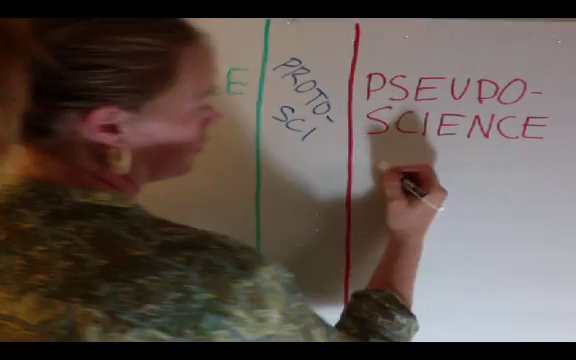 E
PROTO-
SCI
PSEUDO-
SCIENCE